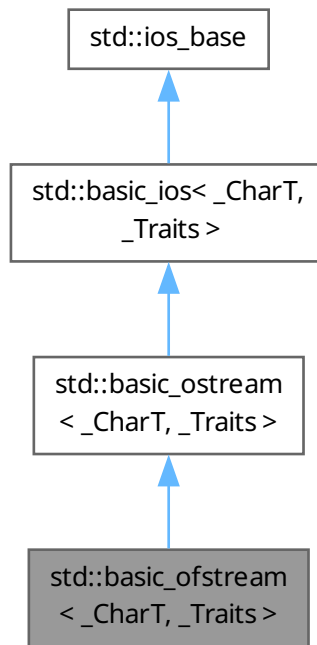 std::ios_base
std::basic_ios< _CharT,
_Traits >
std::basic_ostream
< _CharT, _Traits >
std::basic_ofstream
< _CharT, _Traits >